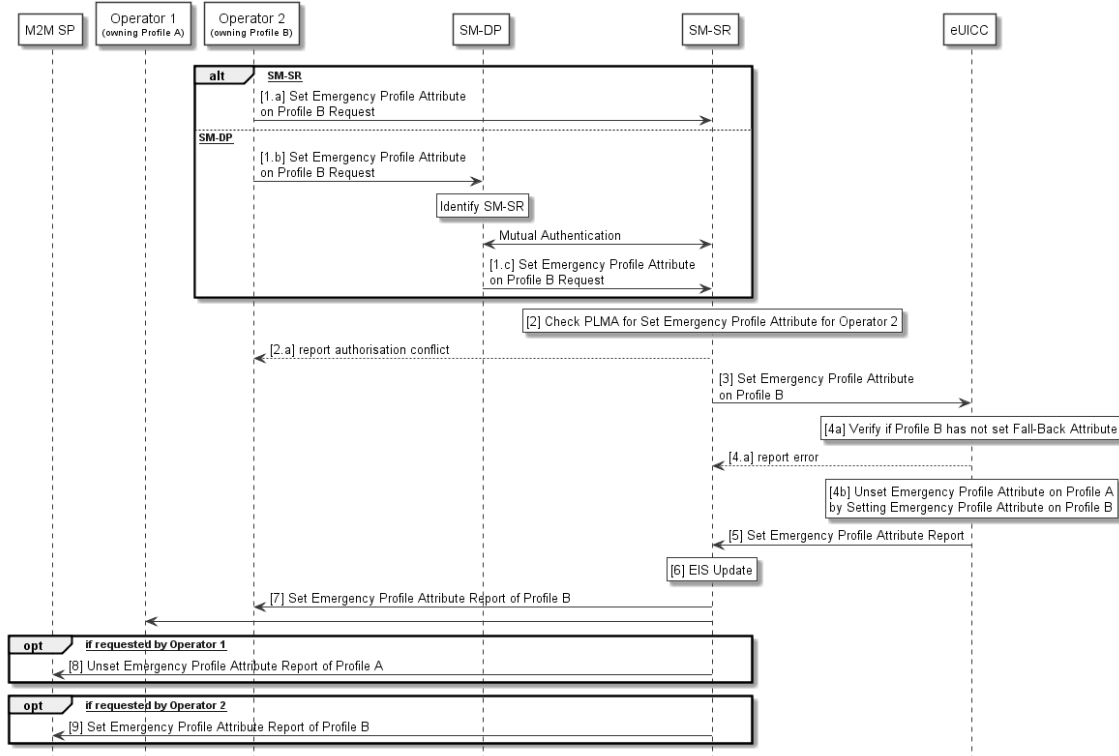 M2M SP
Operator 1
(owning Profile A)
Operator 2
(owning Profile B)
SM-DP
SM-SR
eUICC
alt
SM-SR
[1.a] Set Emergency Profile Attribute
on Profile B Request
SM-DP
[1.b] Set Emergency Profile Attribute
on Profile B Request
Identify SM-SR
Mutual Authentication
[1.c] Set Emergency Profile Attribute
on Profile B Request
[2] Check PLMA for Set Emergency Profile Attribute for Operator 2
[2.a] report authorisation conflict
[3] Set Emergency Profile Attribute
on Profile B
[4a] Verify if Profile B has not set Fall-Back Attribute
[4.a] report error
[4b] Unset Emergency Profile Attribute on Profile A
by Setting Emergency Profile Attribute on Profile B
[5] Set Emergency Profile Attribute Report
[6] EIS Update
[7] Set Emergency Profile Attribute Report of Profile B
opt
if requested by Operator 1
[8] Unset Emergency Profile Attribute Report of Profile A
opt
if requested by Operator 2
[9] Set Emergency Profile Attribute Report of Profile B